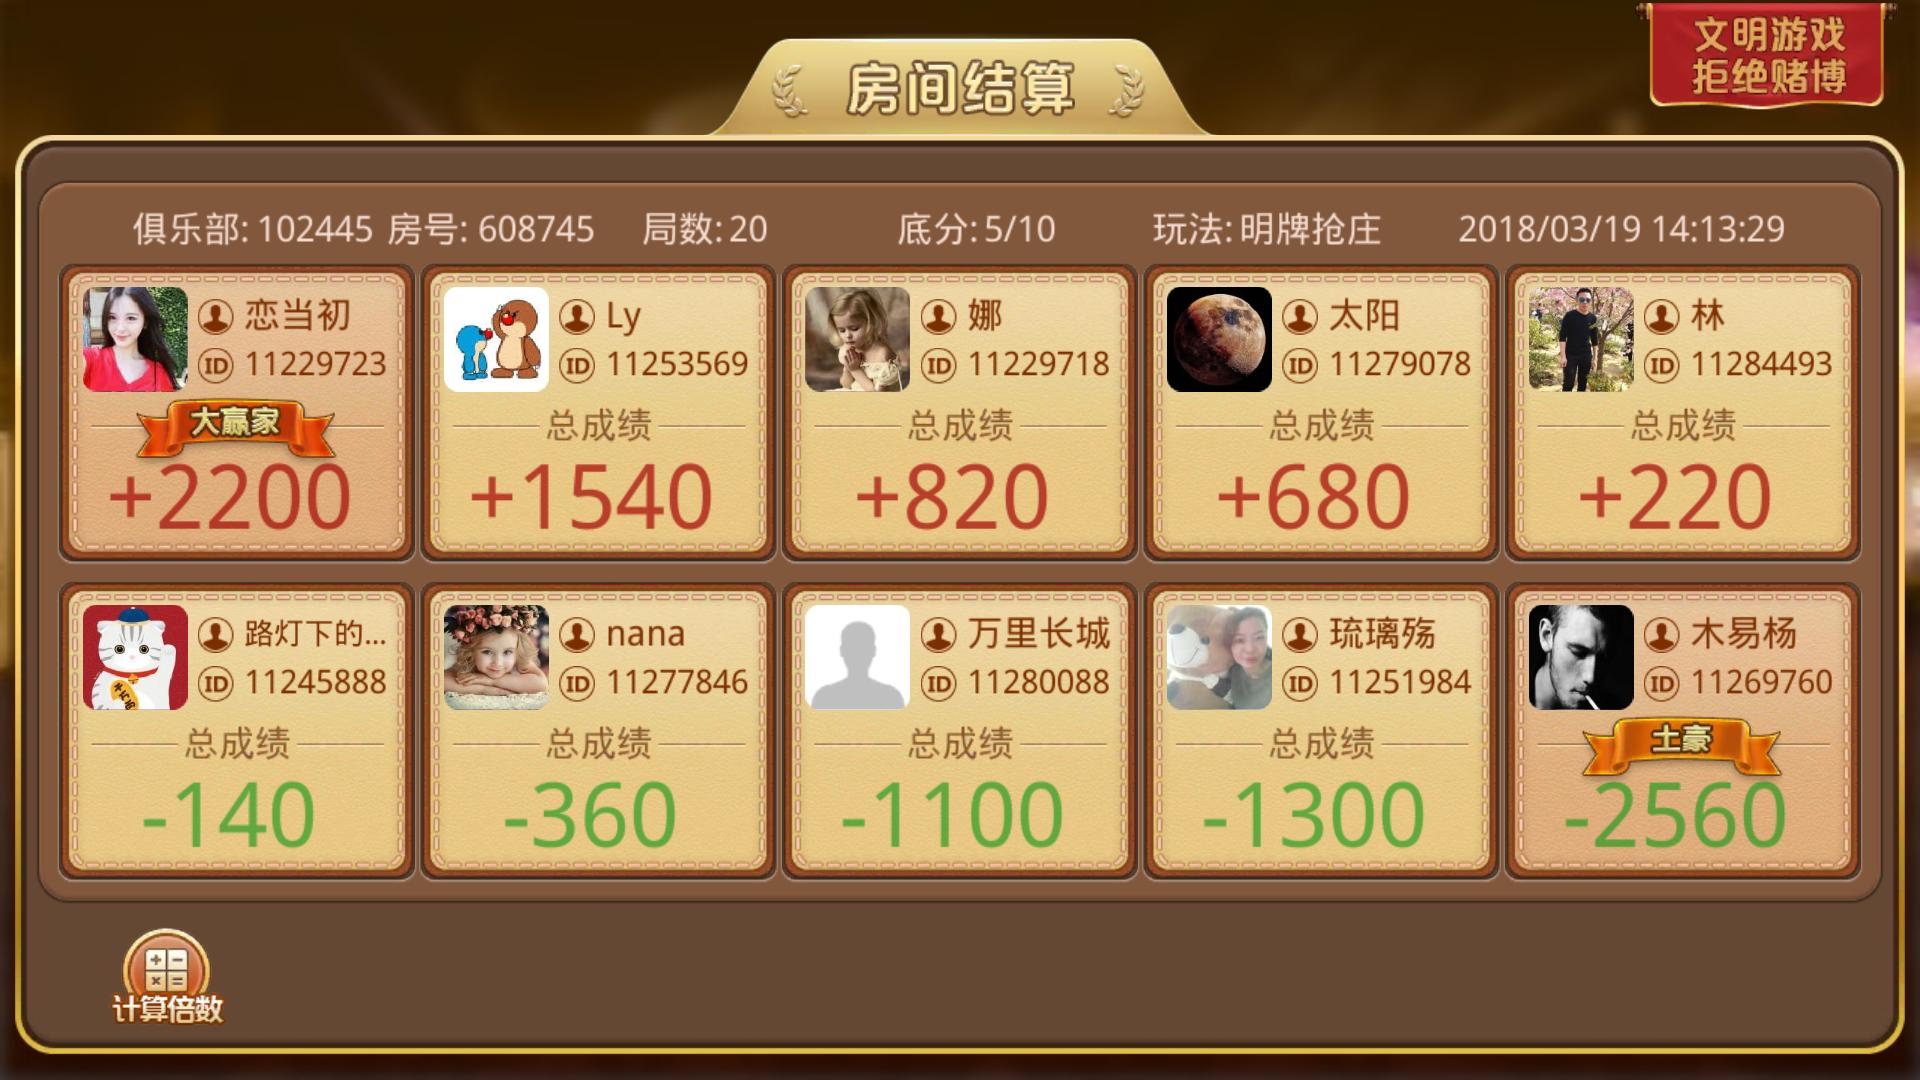 文明游戏
拒绝赌博
房间结算
俱乐部: 102445 房号: 608745 局数: 20 底分: 5/10 玩法: 明牌抢庄 2018/03/19 14:13:29
恋当初
ID 11229723
大赢家
+2200
Ly
ID 11253569
总成绩
+1540
娜
ID 11229718
总成绩
+820
太阳
ID 11279078
总成绩
+680
林
ID 11284493
总成绩
+220
路灯下的...
ID 11245888
总成绩
-140
nana
ID 11277846
总成绩
-360
万里长城
ID 11280088
总成绩
-1100
琉璃殇
ID 11251984
总成绩
-1300
木易杨
ID 11269760
土豪
-2560
计算倍数